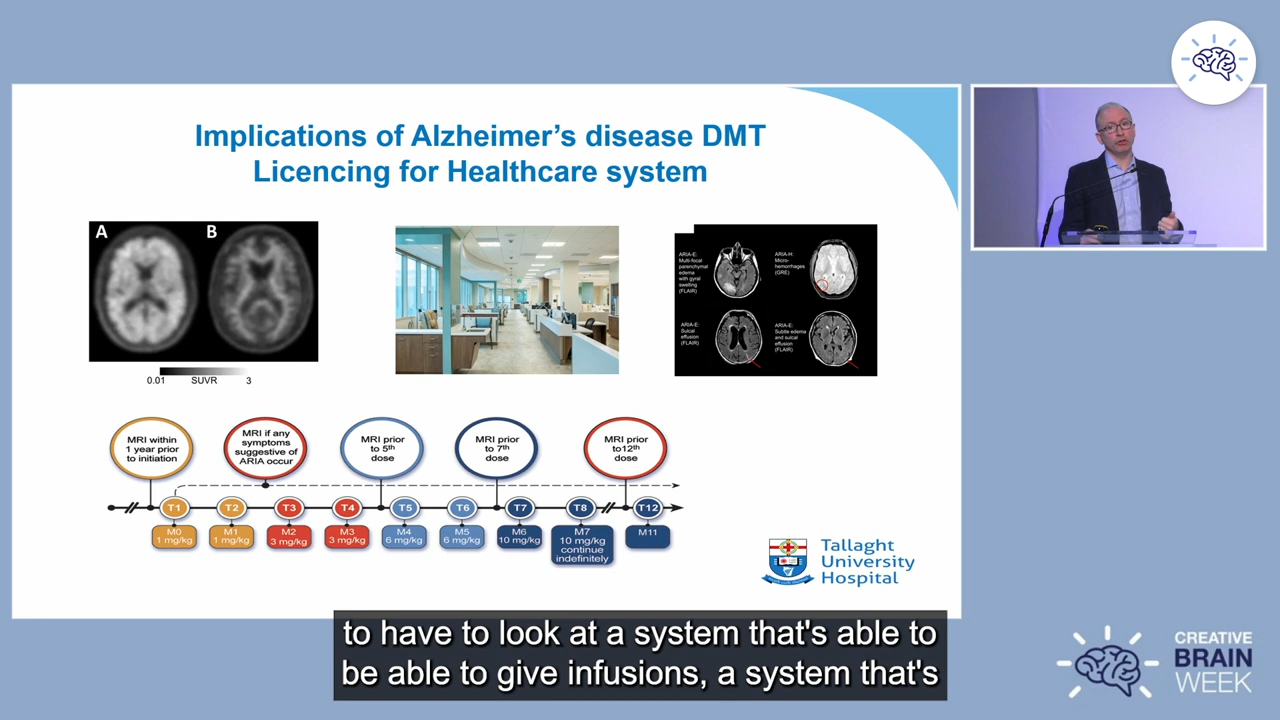 Implications of Alzheimer's disease DMT
Licencing for Healthcare system
A
B
0.01 SUVR 3
ARIA-E:
Multi-focal
parenchymal
edema
with gyral
swelling
(FLAIR)
ARIA-H:
Micro-
hemorrhages
(GRE)
ARIA-E:
Sulcal
effusion
(FLAIR)
ARIA-E:
Subtle edema
and sulcal
effusion
(FLAIR)
MRI within
1 year prior
to initiation
MRI if any
symptoms
suggestive of
ARIA occur
MRI prior
to 5th
dose
MRI prior
to 7th
dose
MRI prior
to12th
dose
T1 T2 T3 T4 T5 T6 T7 T8 T12
M0
1 mg/kg
M1
1 mg/kg
M2
3 mg/kg
M3
3 mg/kg
M4
6 mg/kg
M5
6 mg/kg
M6
10 mg/kg
M7
10 mg/kg
continue
indefinitely
M11
Tallaght
University
Hospital
to have to look at a system that's able to
be able to give infusions, a system that's
CREATIVE
BRAIN
WEEK